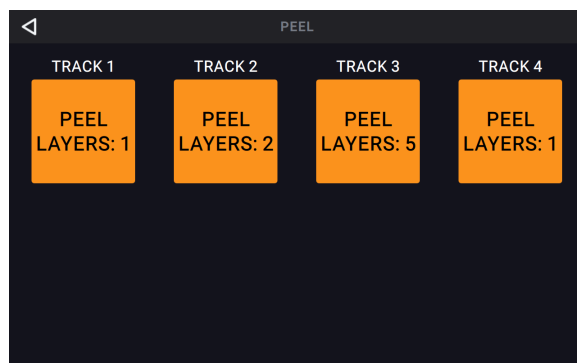 PEEL
TRACK 1
PEEL
LAYERS: 1
TRACK 2
PEEL
LAYERS: 2
TRACK 3
PEEL
LAYERS: 5
TRACK 4
PEEL
LAYERS: 1